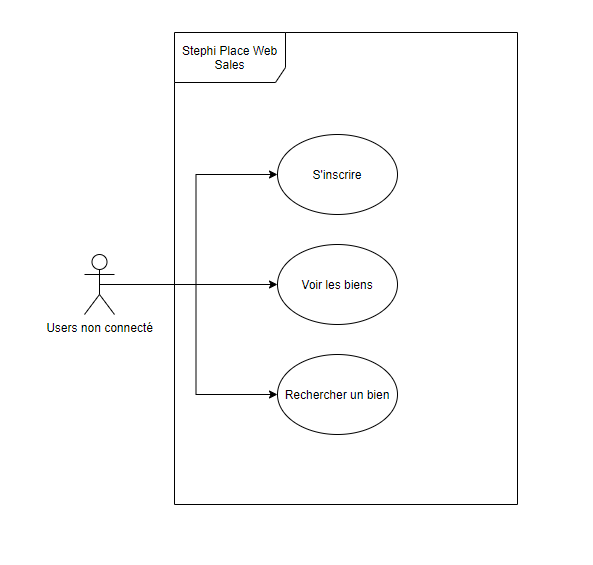 Stephi Place Web
Sales
S'inscrire
Voir les biens
Users non connecté
Rechercher un bien